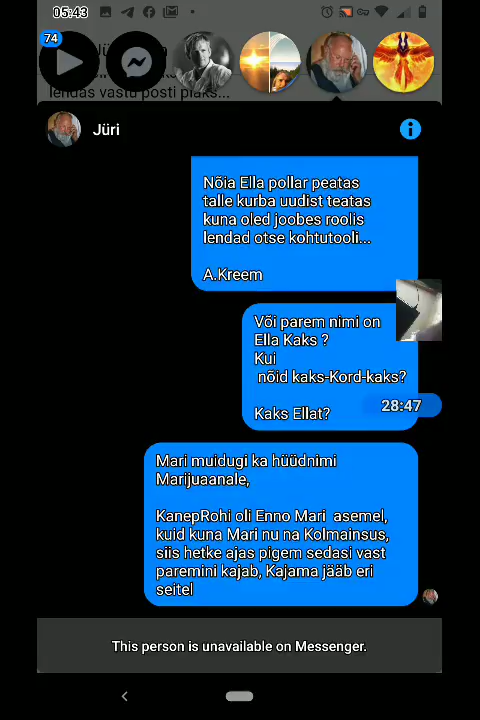 05:43
74
lendas vastu posti plaks...
Jüri
Nõia Ella pollar peatas
talle kurba uudist teatas
kuna oled joobes roolis
lendad otse kohtutooli...
A.Kreem
Või parem nimi on
Ella Kaks ?
Kui
nõid kaks-Kord-kaks?
Kaks Ellat?
28:47
Mari muidugi ka hüüdnimi
Marijuaanale,
KanepRohi oli Enno Mari asemel,
kuid kuna Mari nu na Kolmainsus,
siis hetke ajas pigem sedasi vast
paremini kajab, Kajama jääb eri
seitel
This person is unavailable on Messenger.